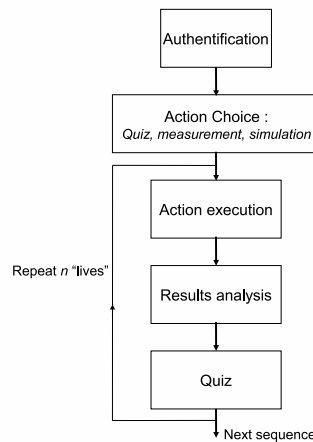 Authentification
Action Choice :
Quiz, measurement, simulation
Action execution
Repeat n “lives”
Results analysis
Quiz
Next sequence